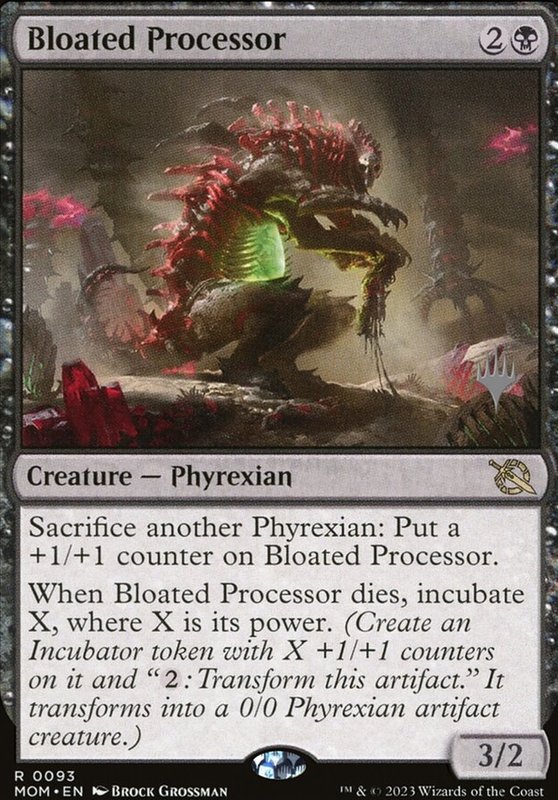 Bloated Processor 2
Creature — Phyrexian
Sacrifice another Phyrexian: Put a
+1/+1 counter on Bloated Processor.
When Bloated Processor dies, incubate
X, where X is its power. (Create an
Incubator token with X +1/+1 counters
on it and “2: Transform this artifact.” It
transforms into a 0/0 Phyrexian artifact
creature.)
3/2
R 0093
MOM • EN BROCK GROSSMAN ™ & © 2023 Wizards of the Coast